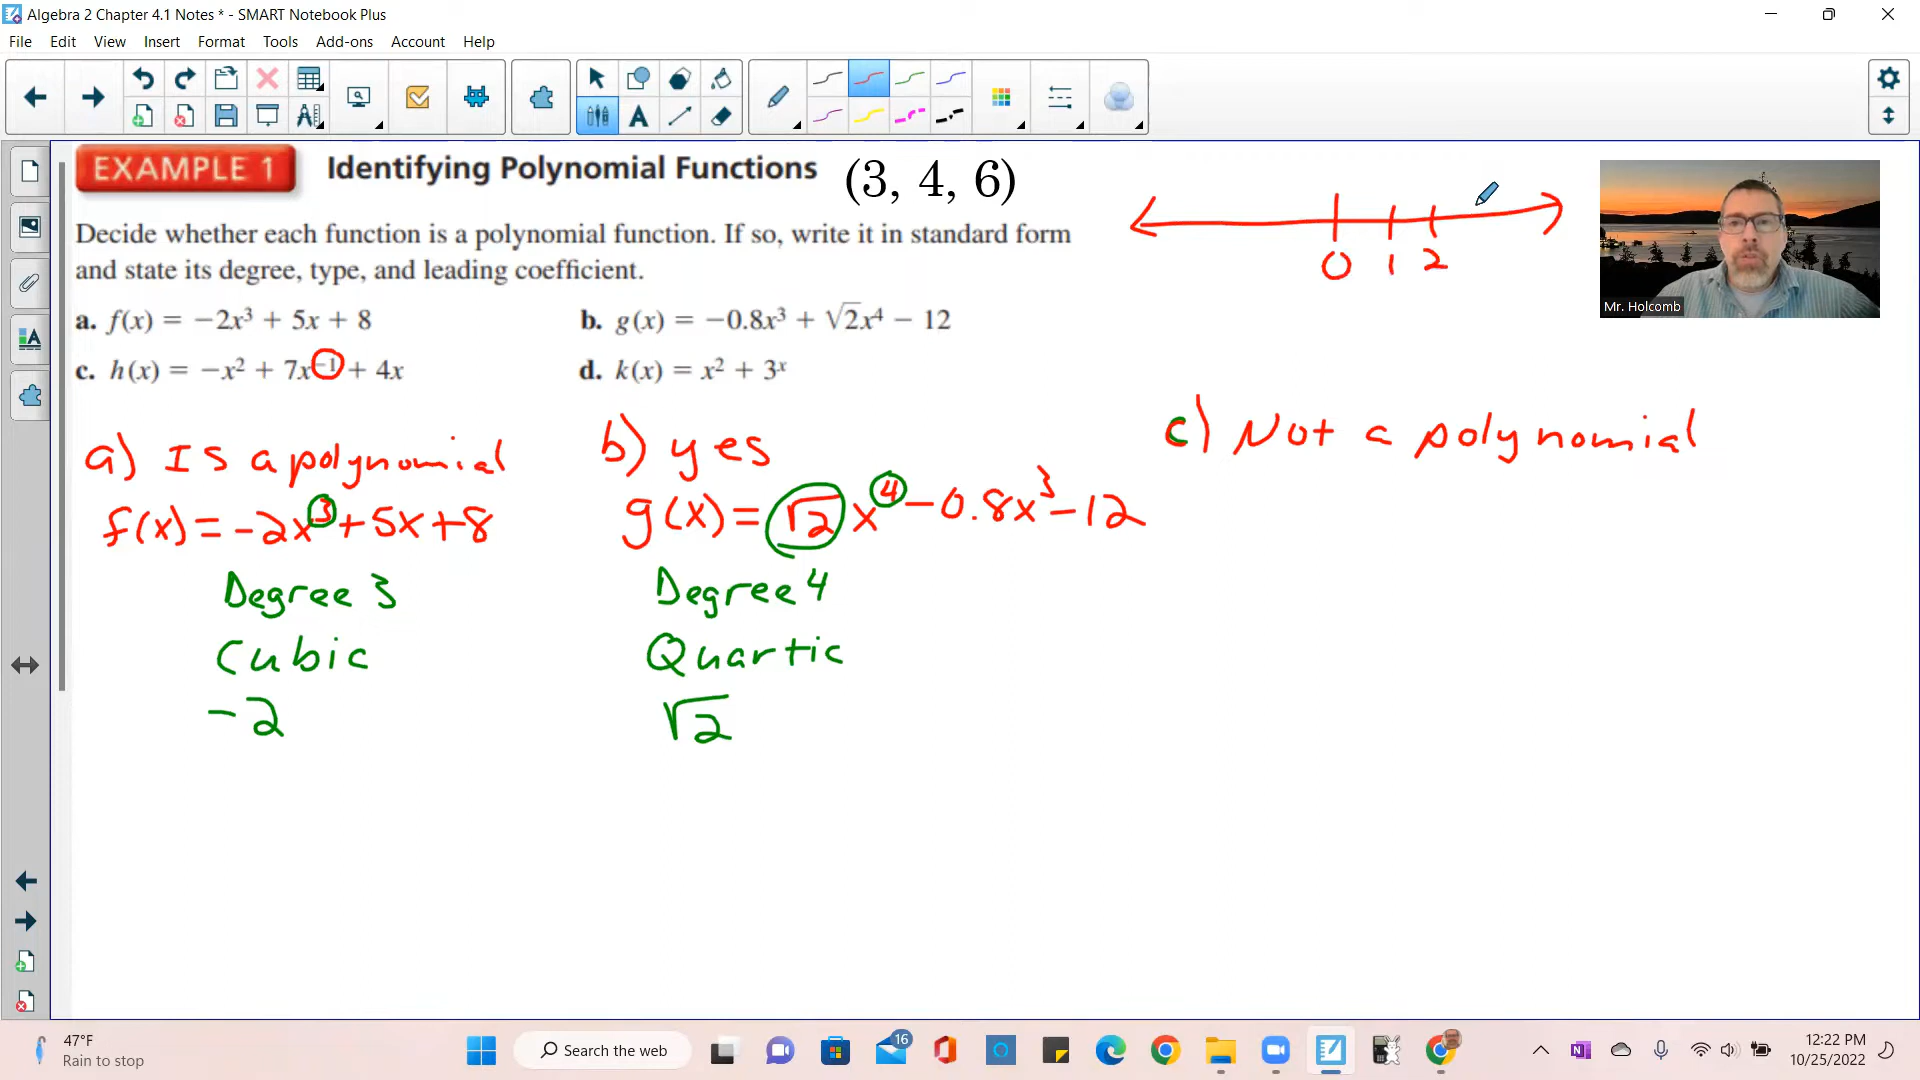 Algebra 2 Chapter 4.1 Notes * - SMART Notebook Plus
File Edit View Insert Format Tools Add-ons Account Help
EXAMPLE 1 Identifying Polynomial Functions (3, 4, 6)
Decide whether each function is a polynomial function. If so, write it in standard form
and state its degree, type, and leading coefficient.
a. f(x) = −2x³ + 5x + 8
b. g(x) = −0.8x³ + √2x⁴ − 12
c. h(x) = −x² + 7x⁻¹ + 4x
d. k(x) = x² + 3ˣ
0 1 2
Mr. Holcomb
a) Is a polynomial
f(x) = -2x³+5x+8
Degree 3
Cubic
-2
b) yes
g(x) = √2 x⁴ -0.8x³ -12
Degree 4
Quartic
√2
c) Not a polynomial
47°F
Rain to stop
Search the web
16
12:22 PM
10/25/2022